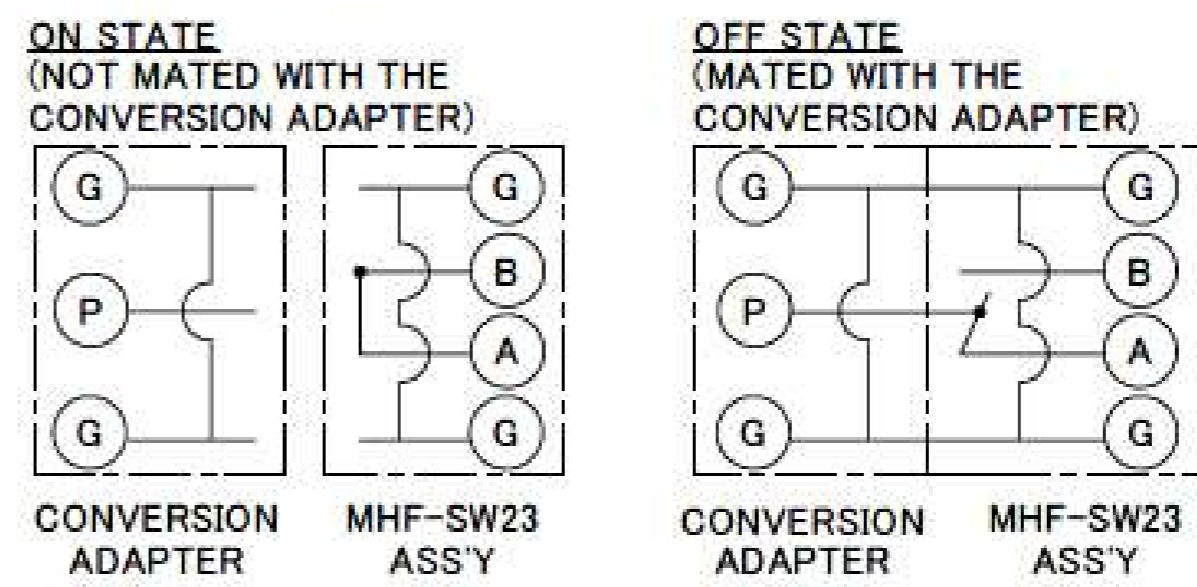 ON STATE
(NOT MATED WITH THE
CONVERSION ADAPTER)
G
P
G
G
B
A
G
CONVERSION
ADAPTER
MHF-SW23
ASS'Y
OFF STATE
(MATED WITH THE
CONVERSION ADAPTER)
G
P
G
G
B
A
G
CONVERSION
ADAPTER
MHF-SW23
ASS'Y